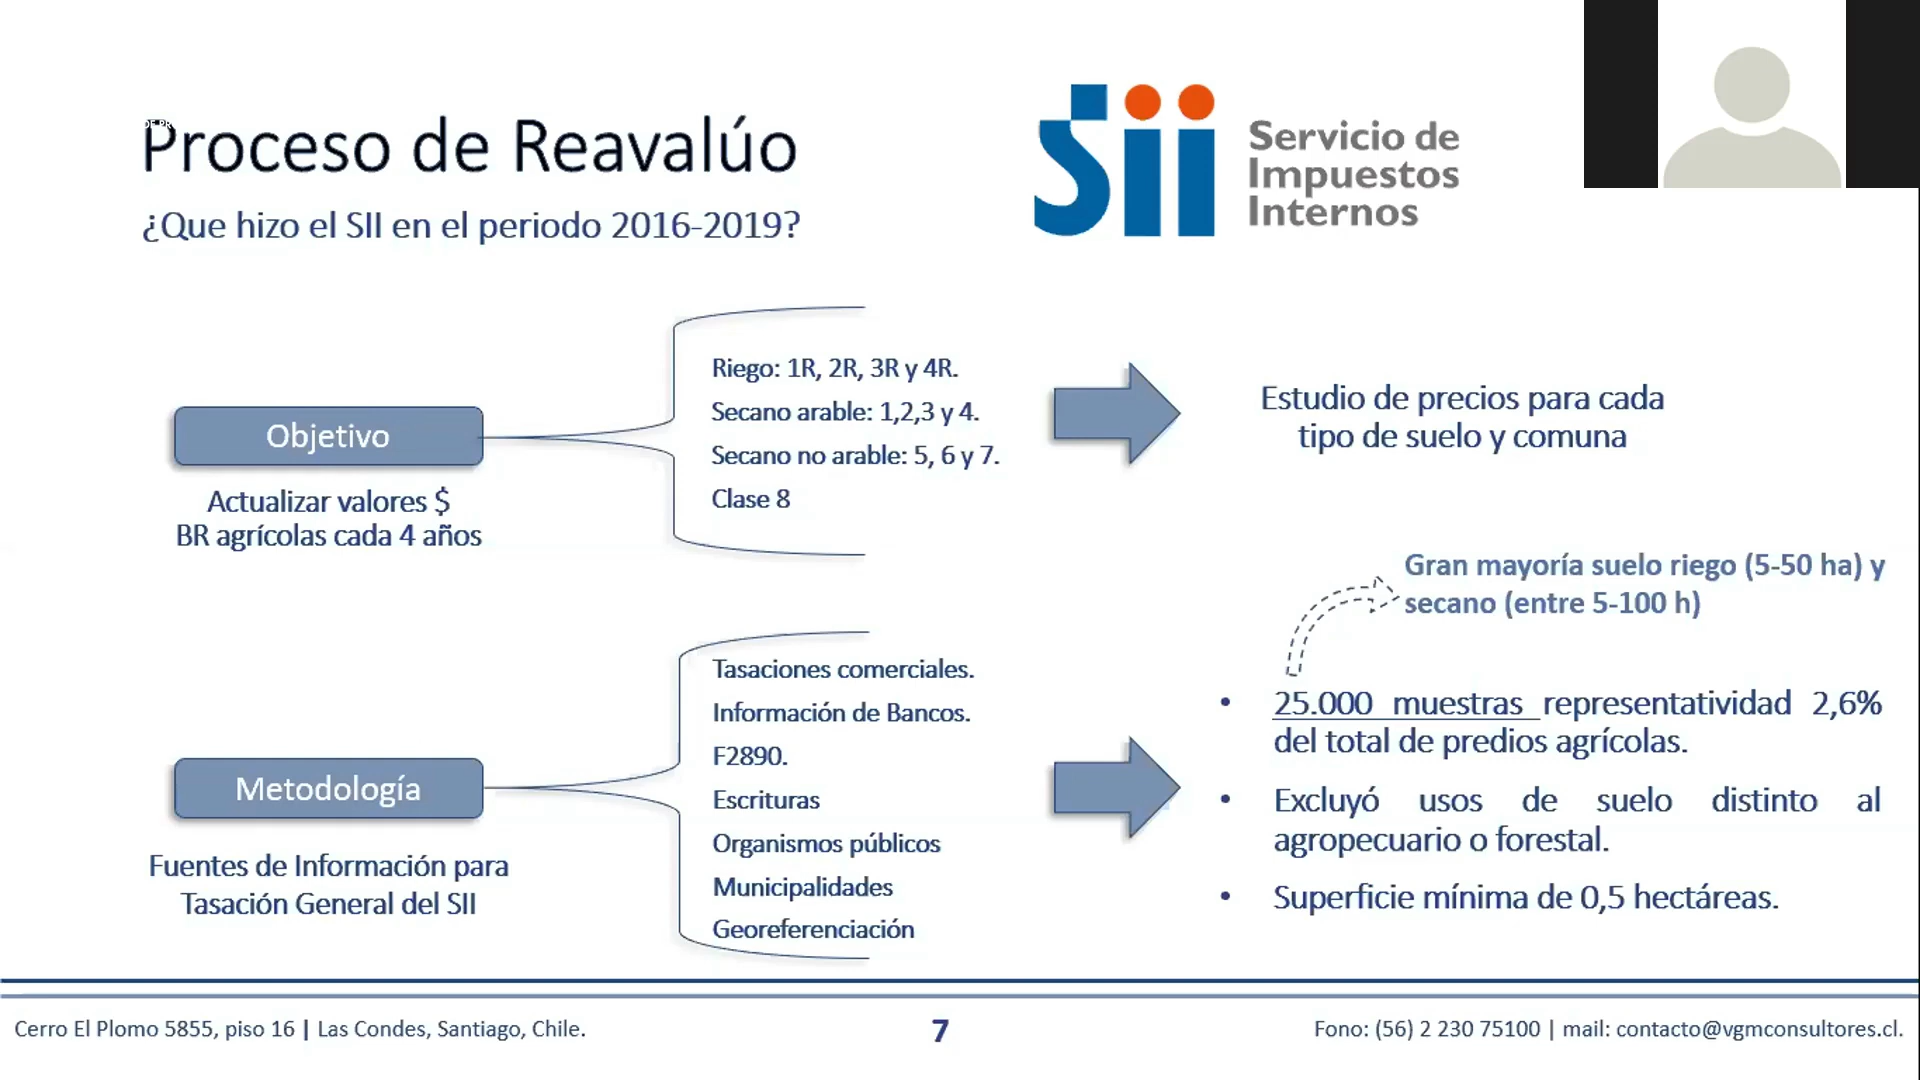 Proceso de Reavalúo
¿Que hizo el SII en el periodo 2016-2019?
Sii
Servicio de
Impuestos
Internos
Objetivo
Actualizar valores $
BR agrícolas cada 4 años
Riego: 1R, 2R, 3R y 4R.
Secano arable: 1,2,3 y 4.
Secano no arable: 5, 6 y 7.
Clase 8
Estudio de precios para cada
tipo de suelo y comuna
Metodología
Fuentes de Información para
Tasación General del SII
Tasaciones comerciales.
Información de Bancos.
F2890.
Escrituras
Organismos públicos
Municipalidades
Georeferenciación
Gran mayoría suelo riego (5-50 ha) y
secano (entre 5-100 h)
• 25.000 muestras representatividad 2,6%
del total de predios agrícolas.
• Excluyó usos de suelo distinto al
agropecuario o forestal.
• Superficie mínima de 0,5 hectáreas.
Cerro El Plomo 5855, piso 16 | Las Condes, Santiago, Chile.
7
Fono: (56) 2 230 75100 | mail: contacto@vgmconsultores.cl.